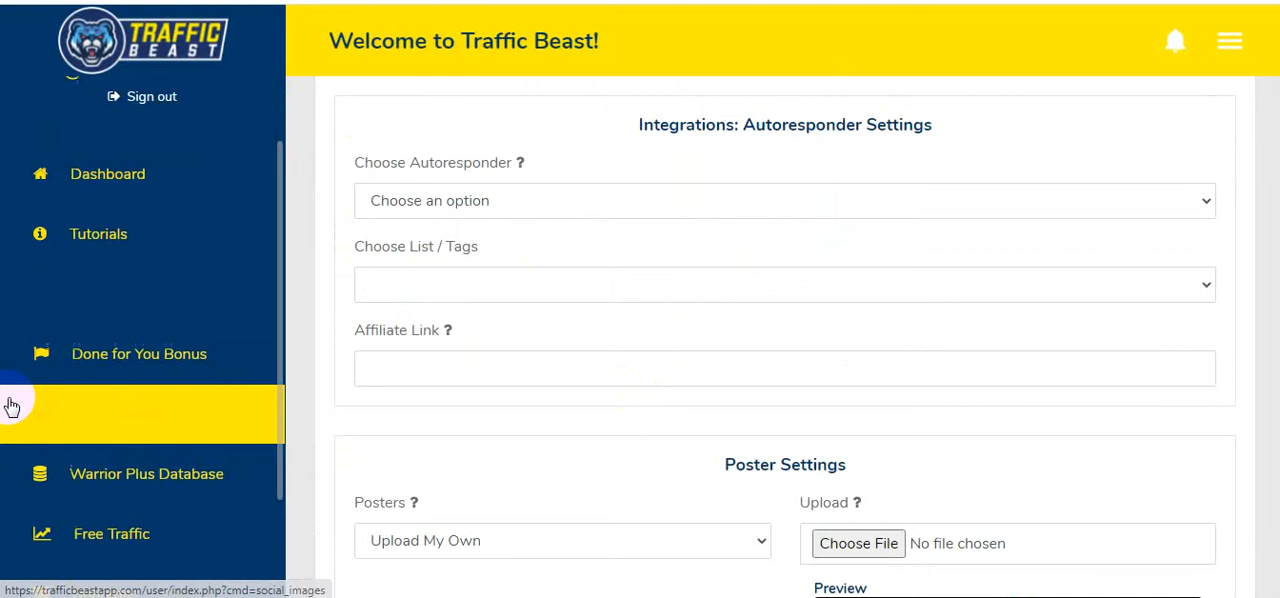 TRAFFIC
BEAST
Welcome to Traffic Beast!
Sign out
Dashboard
Tutorials
Done for You Bonus
Warrior Plus Database
Free Traffic
https://trafficbeastapp.com/user/index.php?cmd=social_images
Integrations: Autoresponder Settings
Choose Autoresponder ?
Choose an option
Choose List / Tags
Affiliate Link ?
Poster Settings
Posters ?
Upload My Own
Upload ?
Choose File No file chosen
Preview